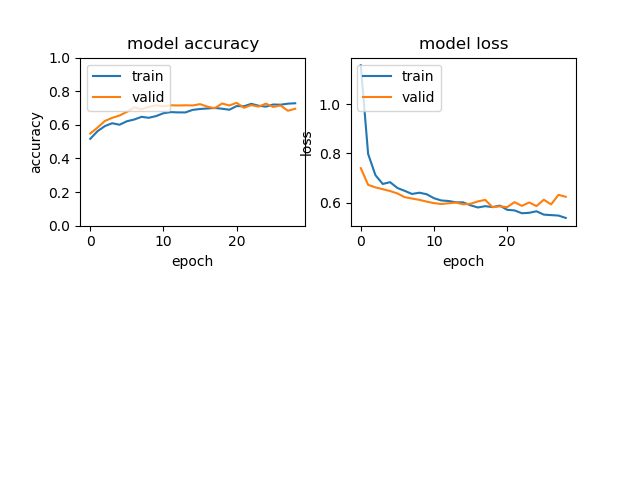 model accuracy
1.0
0.8
0.6
0.4
0.2
0.0
accuracy
train
valid
0 10 20
epoch
model loss
1.0
0.8
0.6
loss
train
valid
0 10 20
epoch